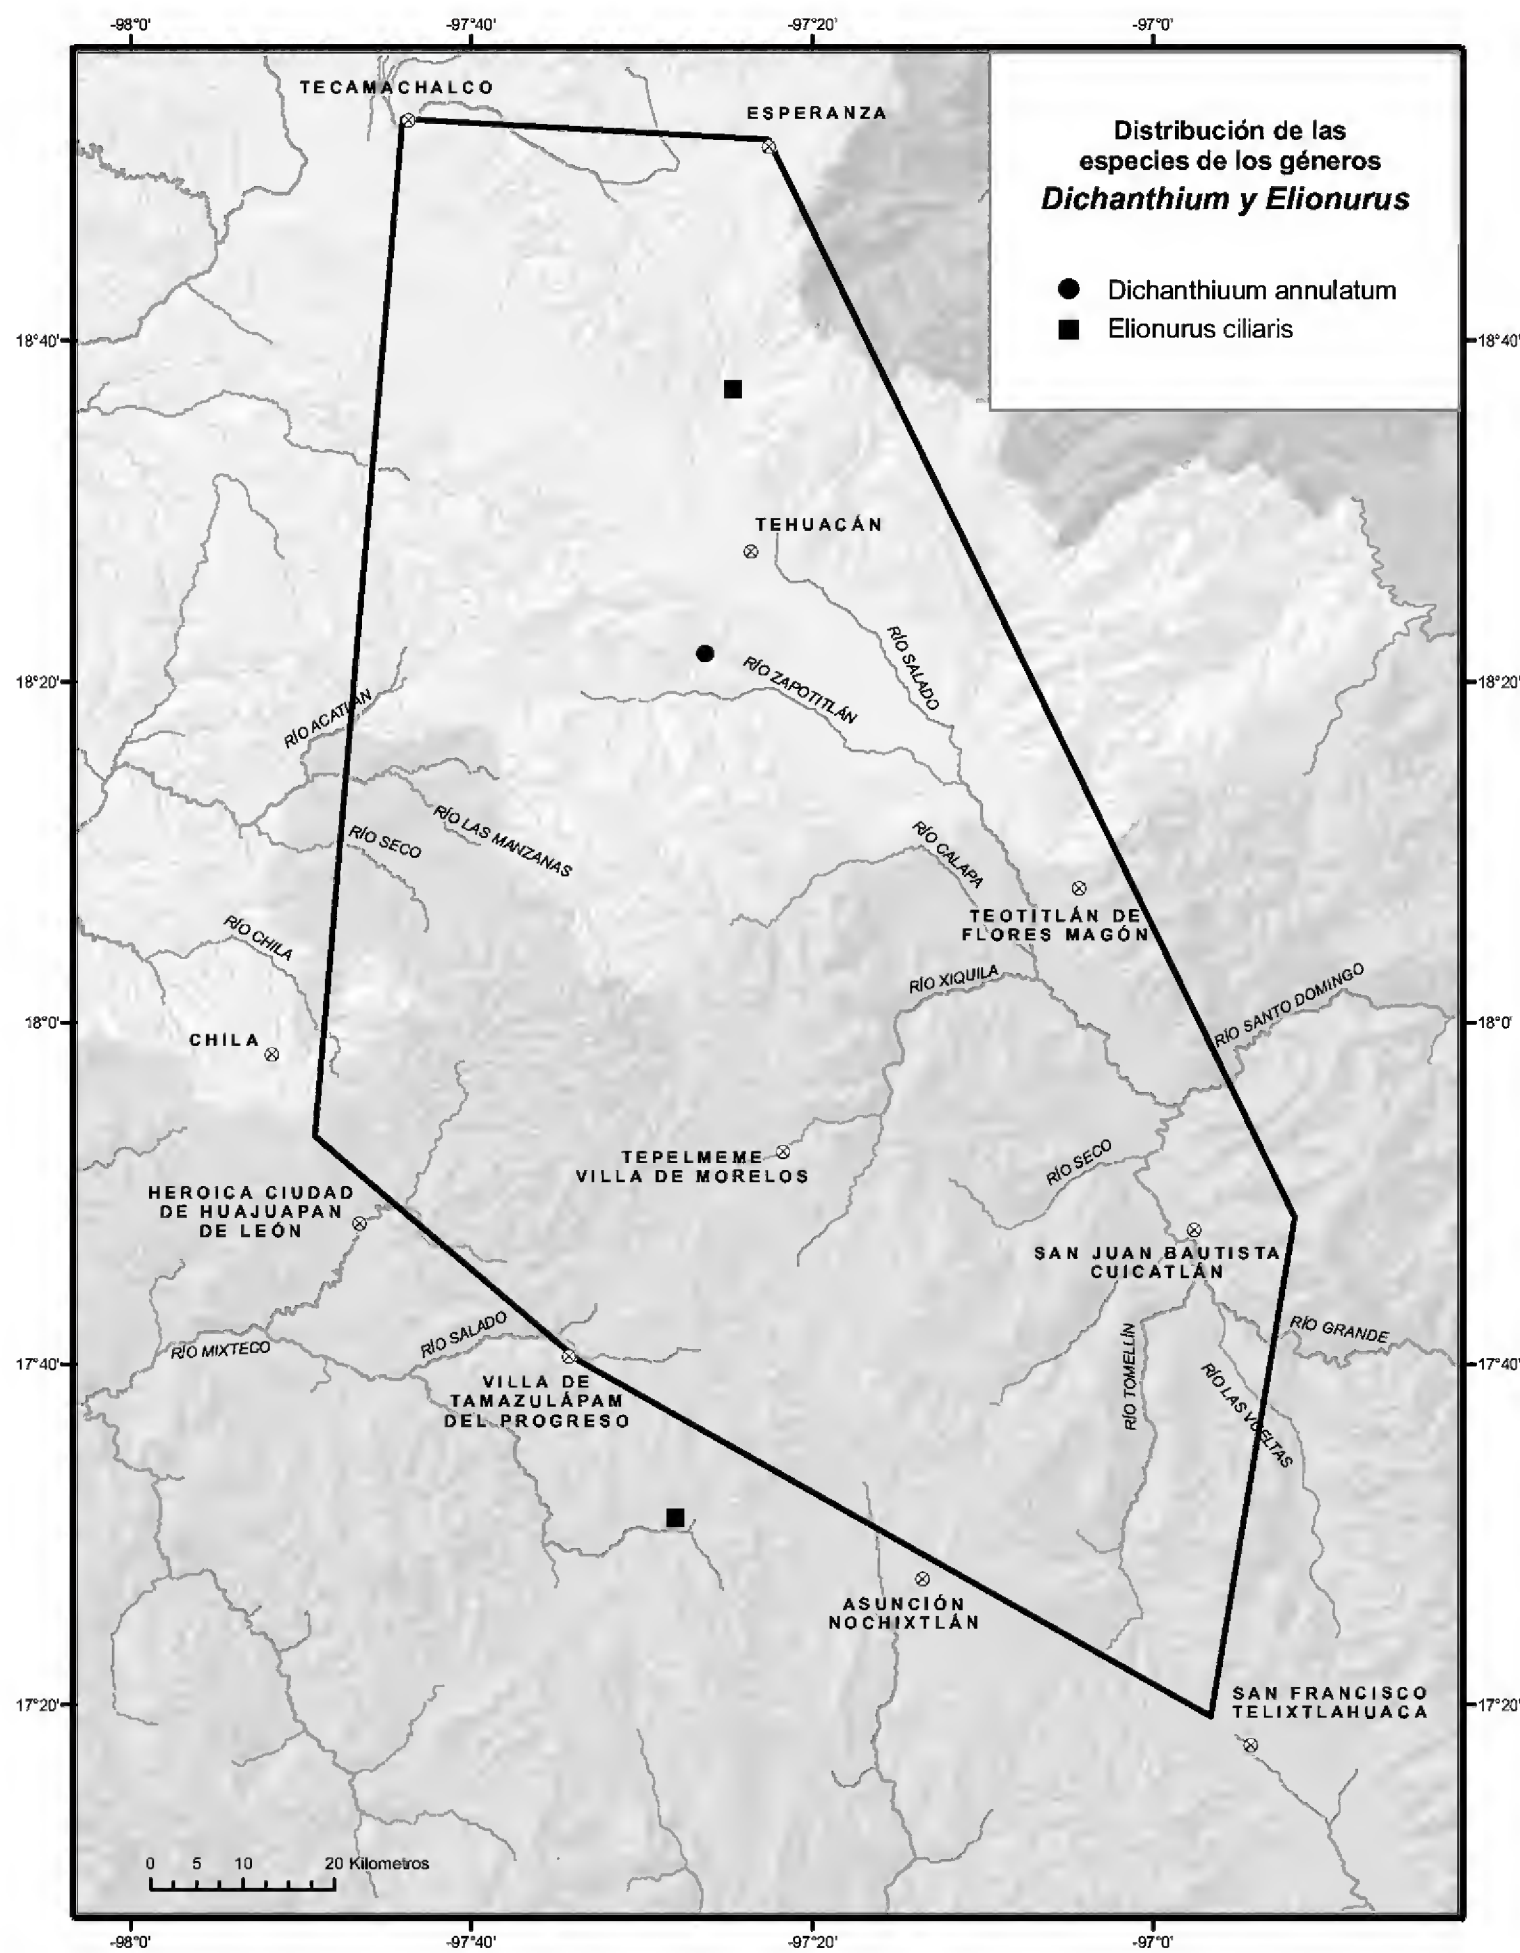 -98°0'
-97°40'
-97°20'
-97°0'
TECAMACHALCO
ESPERANZA
Distribución de las
especies de los géneros
Dichanthium y Elionurus
Dichanthiuum annulatum
Elionurus ciliaris
18°40'
18°40'
TEHUACÁN
RÍO SALADO
RÍO ZAPOTITLÁN
18°20'
18°20'
RÍO ACATLÁN
RÍO LAS MANZANAS
RÍO SECO
RÍO CALAPA
TEOTITLÁN DE
FLORES MAGÓN
RÍO CHILA
RÍO XIQUILA
RÍO SANTO DOMINGO
18°0'
18°0'
CHILA
TEPELMEME
VILLA DE MORELOS
RÍO SECO
HEROICA CIUDAD
DE HUAJUAPAN
DE LEÓN
SAN JUAN BAUTISTA
CUICATLÁN
RÍO MIXTECO
RÍO SALADO
RÍO GRANDE
17°40'
17°40'
RÍO TOMELLÍN
RÍO LAS VUELTAS
VILLA DE
TAMAZULÁPAM
DEL PROGRESO
ASUNCIÓN
NOCHIXTLÁN
17°20'
17°20'
SAN FRANCISCO
TELIXTLAHUACA
0 5 10 20 Kilometros
-98°0'
-97°40'
-97°20'
-97°0'